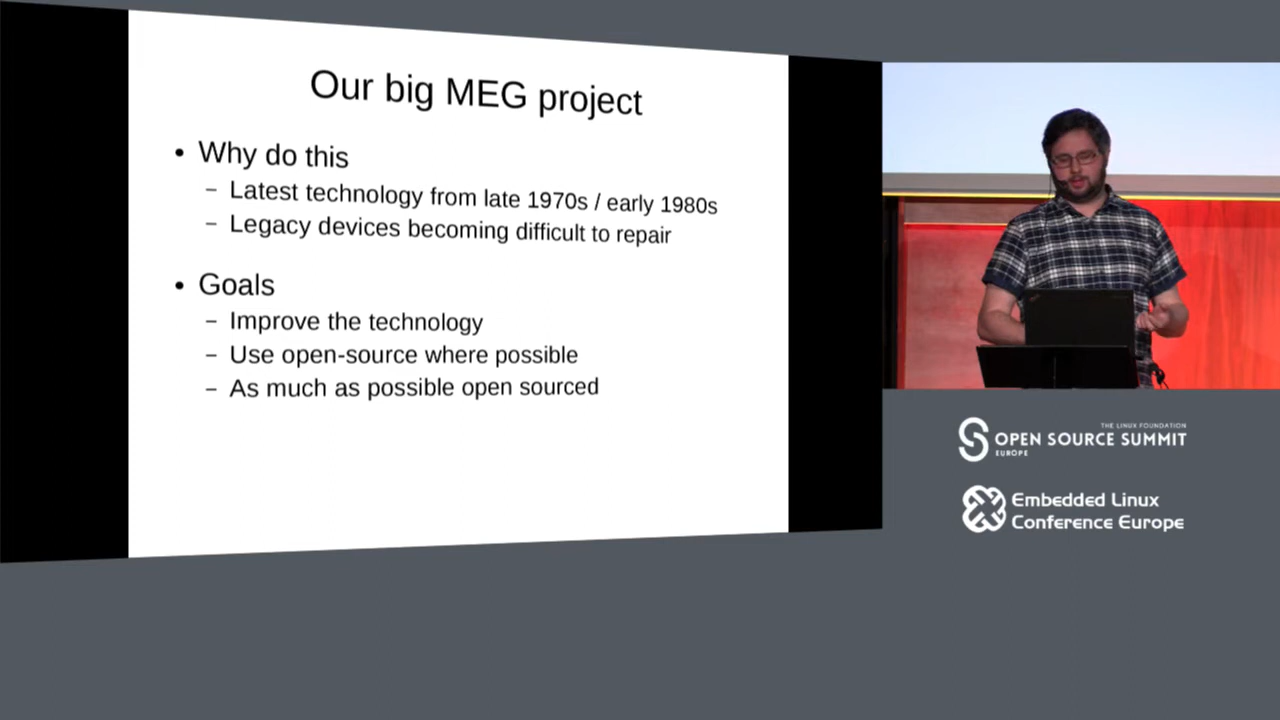 Our big MEG project
• Why do this
– Latest technology from late 1970s / early 1980s
– Legacy devices becoming difficult to repair
• Goals
– Improve the technology
– Use open-source where possible
– As much as possible open sourced
THE LINUX FOUNDATION
OPEN SOURCE SUMMIT
EUROPE
Embedded Linux
Conference Europe